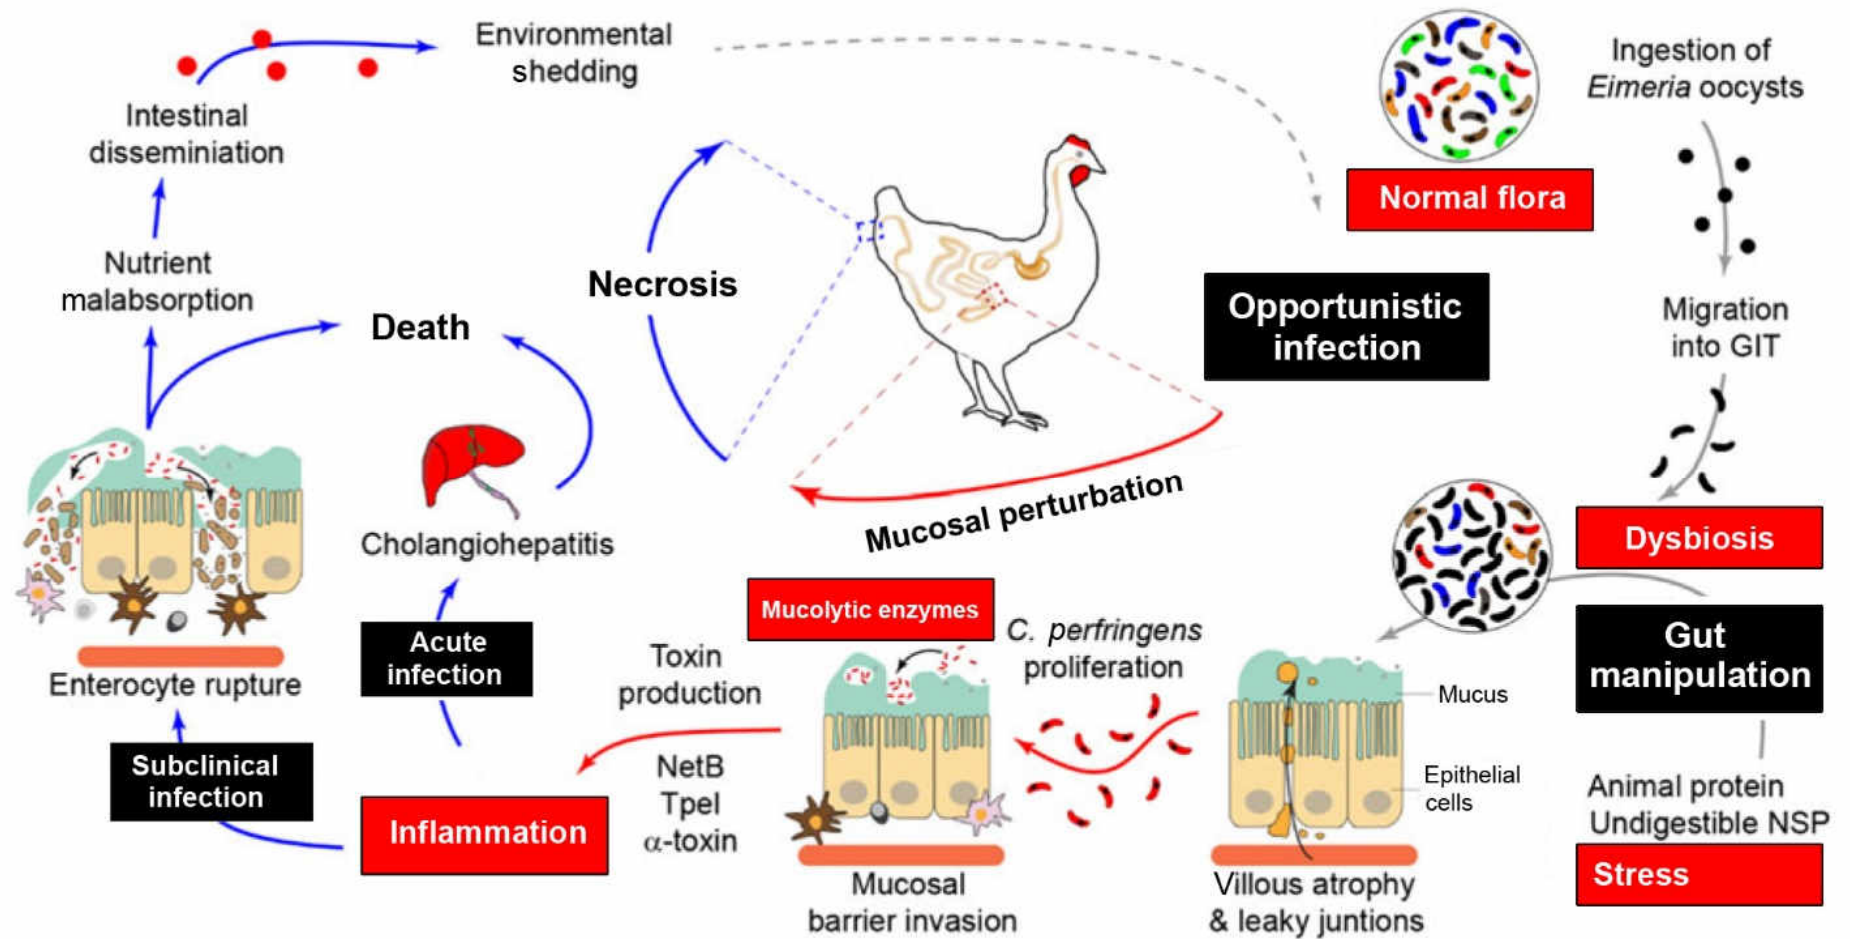 Environmental
shedding
Ingestion of
Eimeria oocysts
Intestinal
disseminiation
Normal flora
Nutrient
malabsorption
Necrosis
Opportunistic
infection
Migration
into GIT
Death
Mucosal perturbation
Cholangiohepatitis
Dysbiosis
Mucolytic enzymes
C. perfringens
proliferation
Gut
manipulation
Acute
infection
Toxin
production
Enterocyte rupture
Mucus
Subclinical
infection
NetB
Tpel
α-toxin
Epithelial
cells
Animal protein
Undigestible NSP
Inflammation
Stress
Mucosal
barrier invasion
Villous atrophy
& leaky juntions